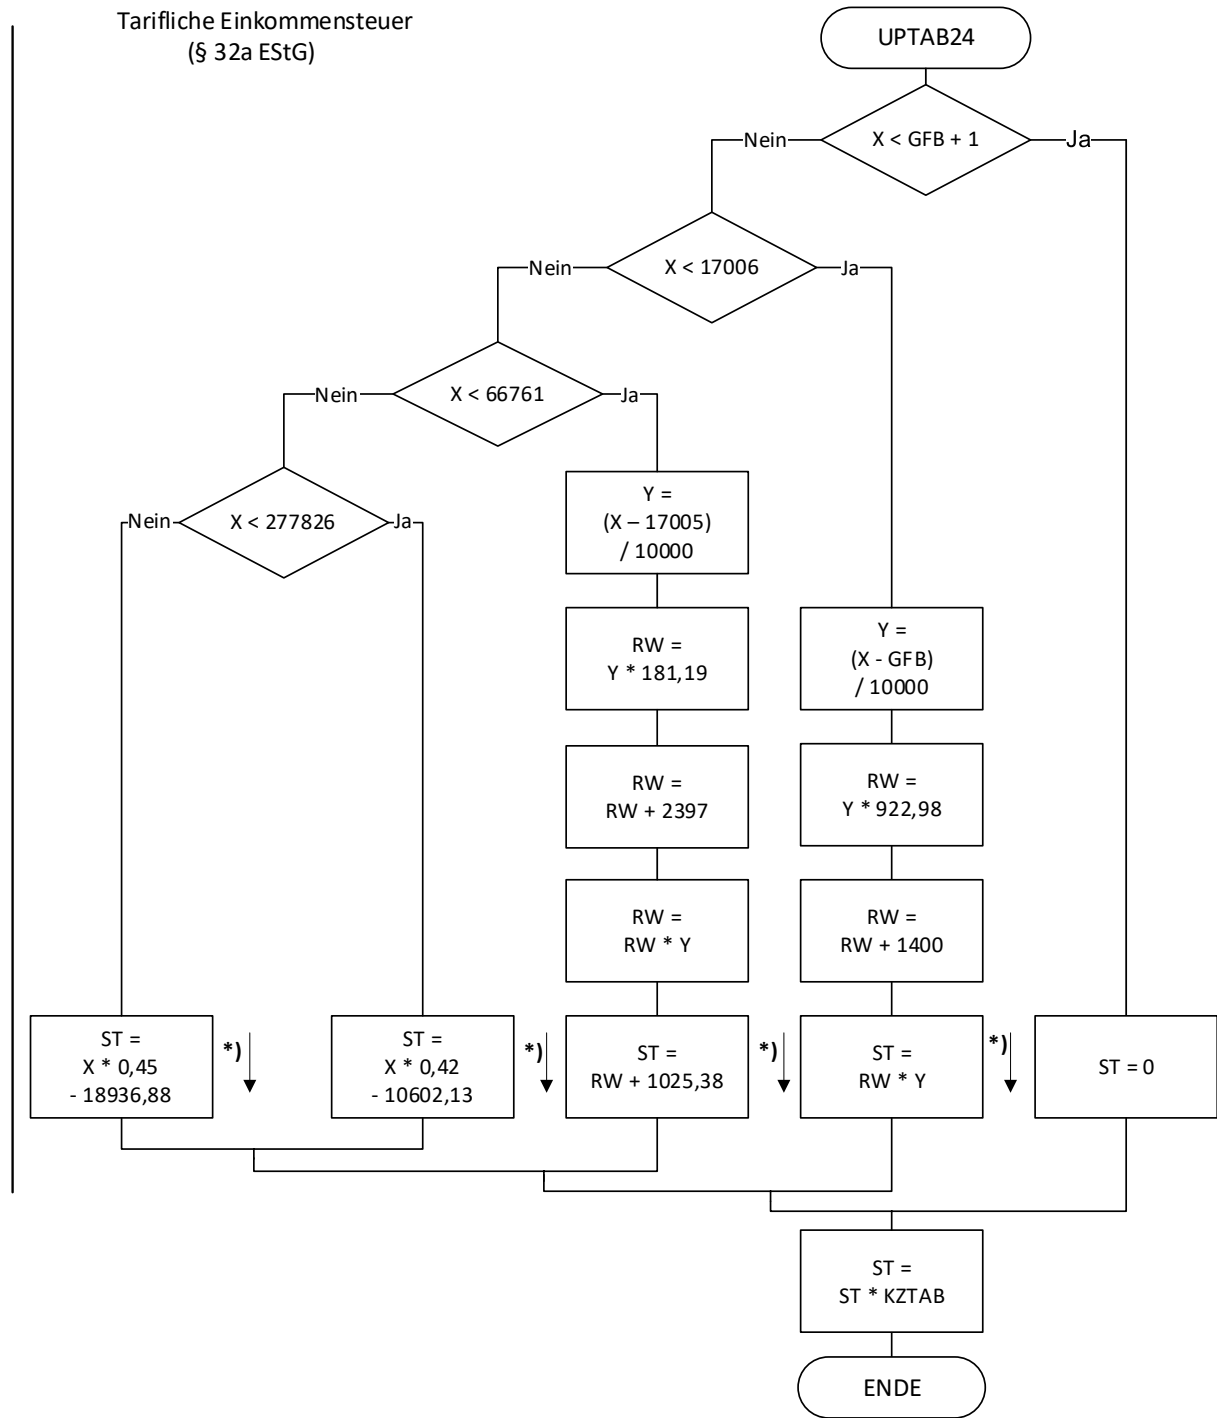 Tarifliche Einkommensteuer
(§ 32a EStG)
UPTAB24
X < GFB + 1
Nein
Ja
X < 17006
Nein
Ja
X < 66761
Nein
Ja
X < 277826
Nein
Ja
Y =
(X – 17005)
/ 10000
RW =
Y * 181,19
RW =
RW + 2397
RW =
RW * Y
Y =
(X - GFB)
/ 10000
RW =
Y * 922,98
RW =
RW + 1400
ST =
X * 0,45
- 18936,88
*)
ST =
X * 0,42
- 10602,13
*)
ST =
RW + 1025,38
*)
ST =
RW * Y
*)
ST = 0
ST =
ST * KZTAB
ENDE